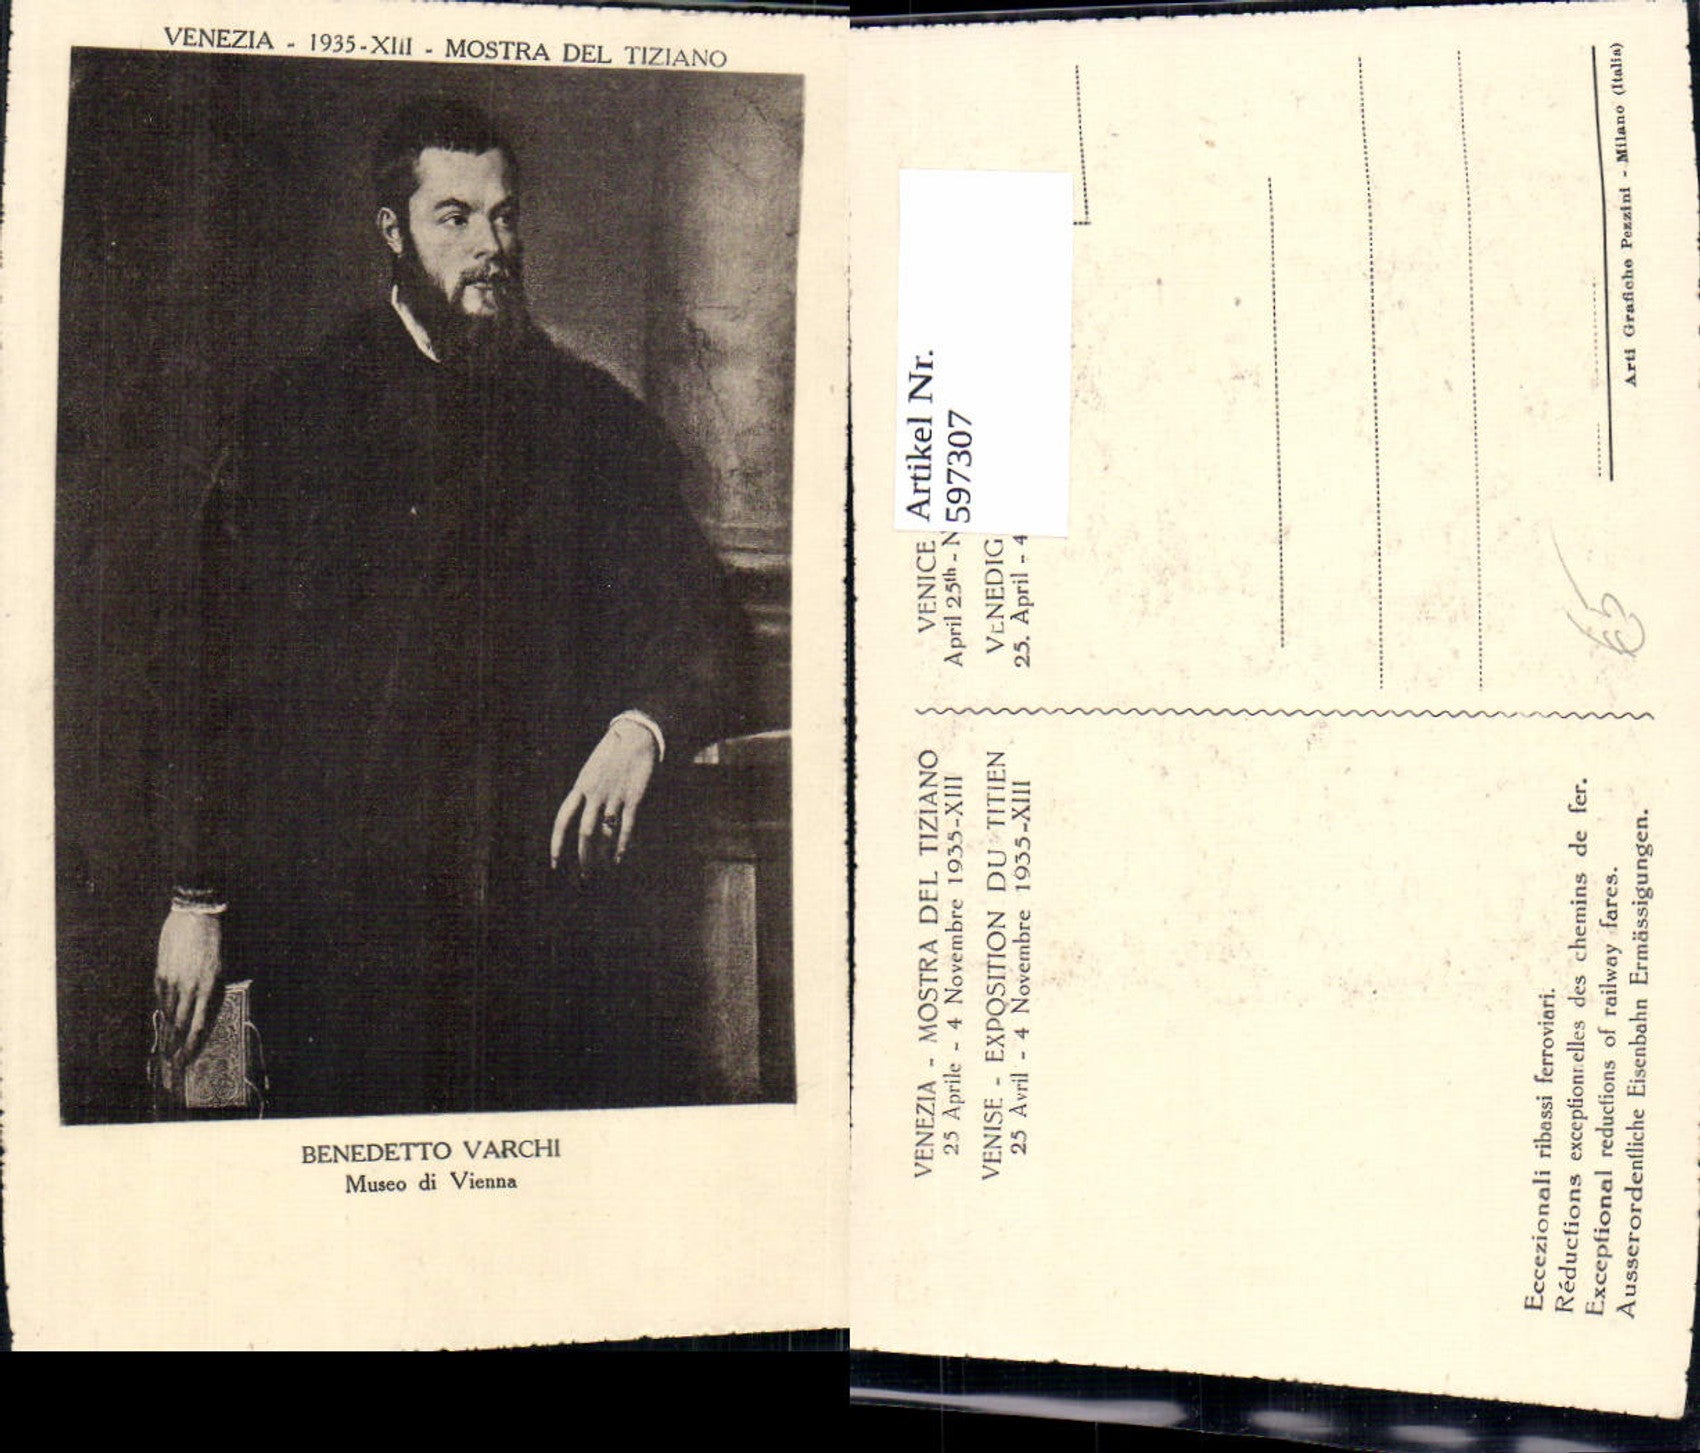 VENEZIA - 1935-XIII - MOSTRA DEL TIZIANO
BENEDETTO VARCHI
Museo di Vienna
VENEZIA - MOSTRA DEL TIZIANO
25 Aprile - 4 Novembre 1935-XIII
VENISE - EXPOSITION DU TITIEN
25 Avril - 4 Novembre 1935-XIII
VENICE
April 25th - N
VENEDIG
25. April - 4
Artikel Nr.
597307
Eccezionali ribassi ferroviari.
Réductions exceptionnelles des chemins de fer.
Exceptional reductions of railway fares.
Ausserordentliche Eisenbahn Ermässigungen.
Arti Grafiche Pezzini - Milano (Italia)